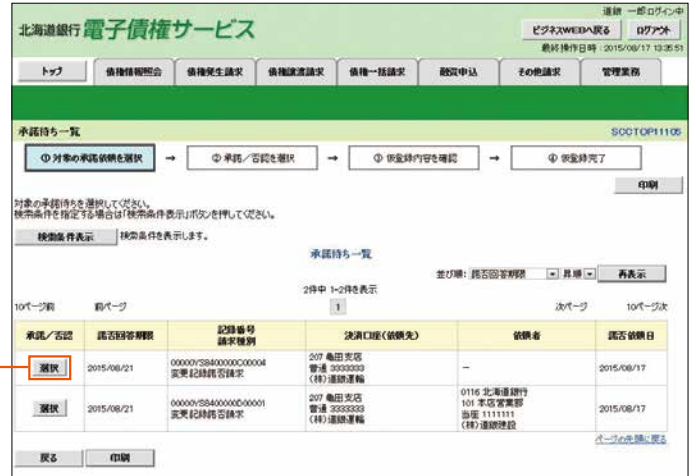 道銀 一郎ログイン中
北海道銀行 電子債権サービス
ビジネスWEBへ戻る ログアウト
最終操作日時：2015/08/17 13:35:51
トップ 債権情報照会 債権発生請求 債権譲渡請求 債権一括請求 融資申込 その他請求 管理業務
承諾待ち一覧 SCCTOP11105
① 対象の承諾依頼を選択 → ② 承諾／否認を選択 → ③ 仮登録内容を確認 → ④ 仮登録完了
印刷
対象の承諾待ちを選択してください。
検索条件を指定する場合は「検索条件表示」ボタンを押してください。
検索条件表示 検索条件を表示します。
承諾待ち一覧
並び順： 諾否回答期限 昇順 再表示
2件中 1-2件を表示
10ページ前 前ページ 1 次ページ 10ページ次
承諾／否認 諾否回答期限 記録番号 決済口座（依頼先） 依頼者 諾否依頼日
請求種別
選択 2015/08/21 00000YS8400000C00004 207 亀田支店 － 2015/08/17
変更記録諾否請求 普通 3333333
(株)道銀運輸
選択 2015/08/21 00000YS8400000D00001 207 亀田支店 0116 北海道銀行 2015/08/17
変更記録諾否請求 普通 3333333 101 本店営業部
(株)道銀運輸 当座 1111111
(株)道銀建設
ページの先頭に戻る
戻る 印刷